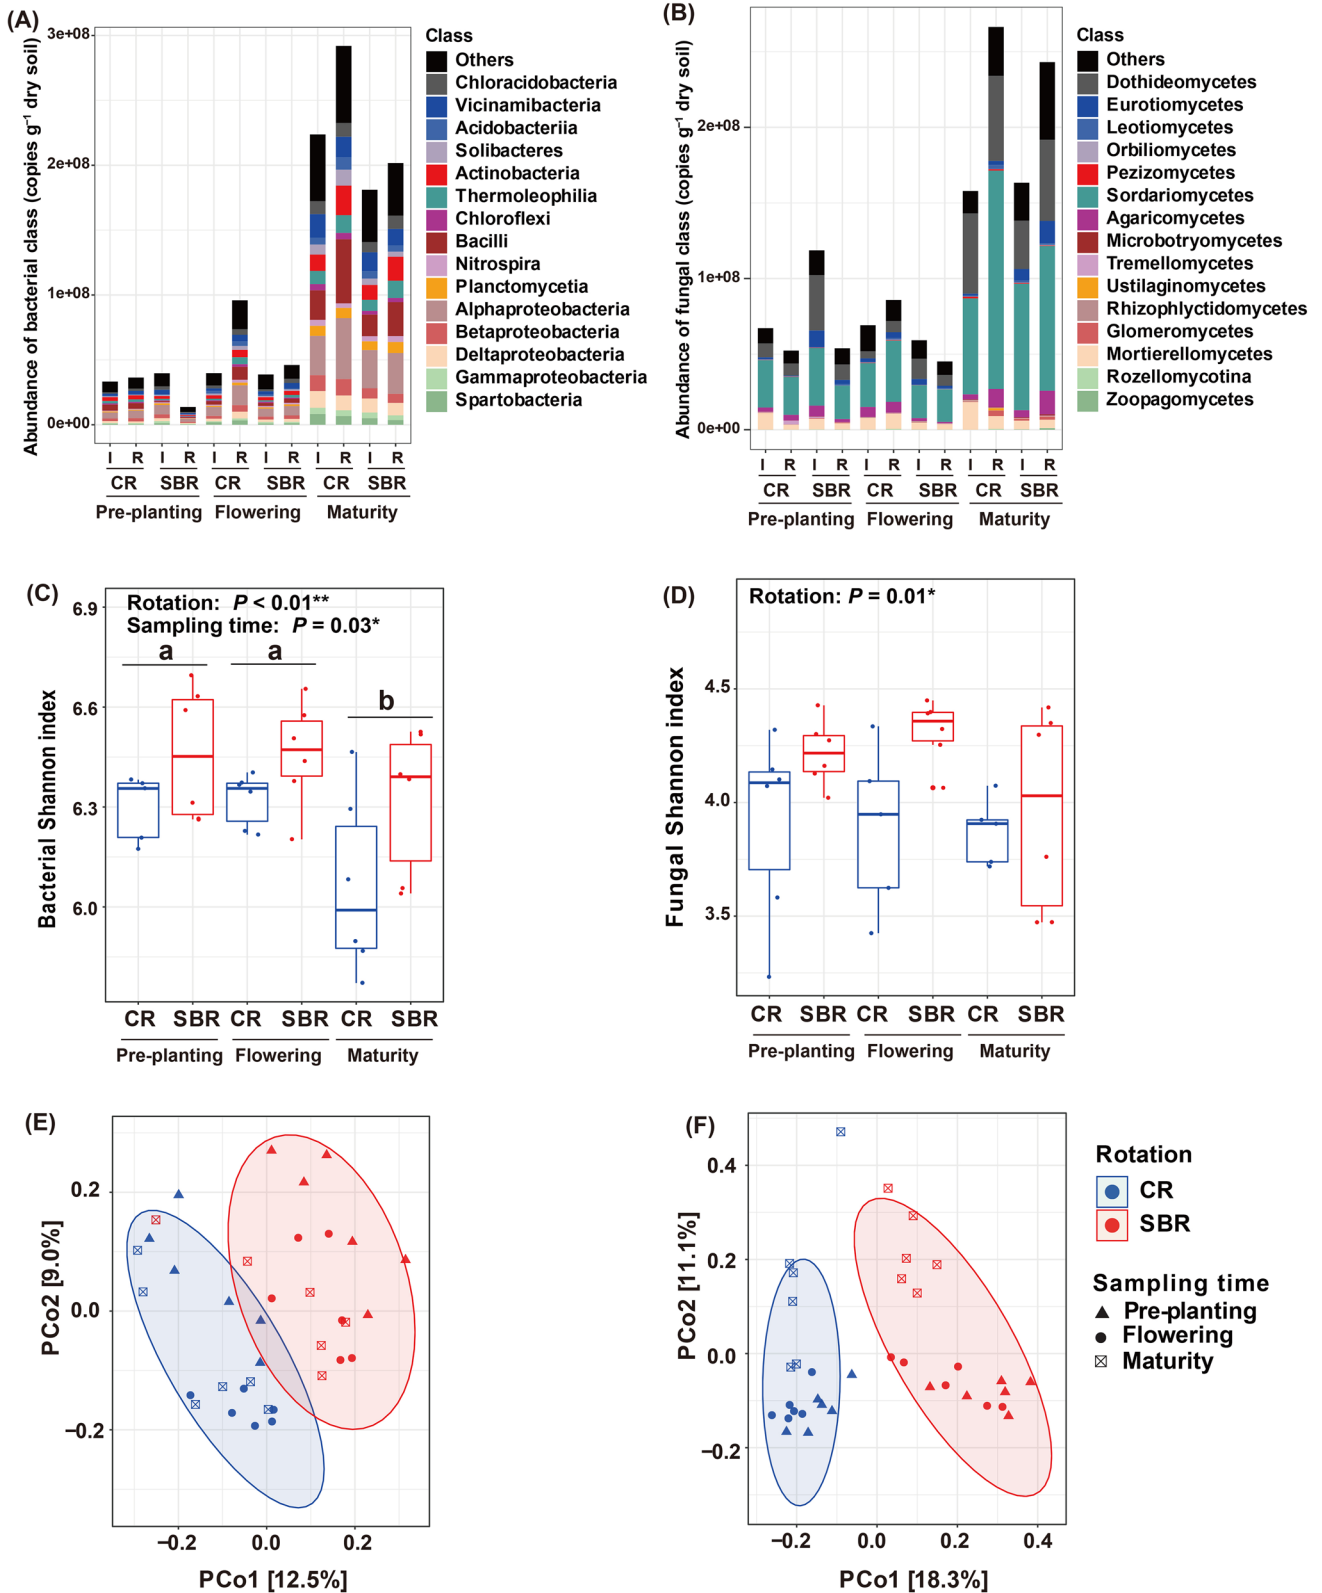 (A)
Abundance of bacterial class (copies g⁻¹ dry soil)
3e+08
2e+08
1e+08
0e+00
I R I R I R I R I R I R
CR SBR CR SBR CR SBR
Pre-planting Flowering Maturity
Class
Others
Chloracidobacteria
Vicinamibacteria
Acidobacteriia
Solibacteres
Actinobacteria
Thermoleophilia
Chloroflexi
Bacilli
Nitrospira
Planctomycetia
Alphaproteobacteria
Betaproteobacteria
Deltaproteobacteria
Gammaproteobacteria
Spartobacteria
(B)
Abundance of fungal class (copies g⁻¹ dry soil)
2e+08
1e+08
0e+00
I R I R I R I R I R I R
CR SBR CR SBR CR SBR
Pre-planting Flowering Maturity
Class
Others
Dothideomycetes
Eurotiomycetes
Leotiomycetes
Orbiliomycetes
Pezizomycetes
Sordariomycetes
Agaricomycetes
Microbotryomycetes
Tremellomycetes
Ustilaginomycetes
Rhizophlyctidomycetes
Glomeromycetes
Mortierellomycetes
Rozellomycotina
Zoopagomycetes
(C)
Bacterial Shannon index
6.9
6.6
6.3
6.0
Rotation: P < 0.01**
Sampling time: P = 0.03*
a a b
CR SBR CR SBR CR SBR
Pre-planting Flowering Maturity
(D)
Fungal Shannon index
4.5
4.0
3.5
Rotation: P = 0.01*
CR SBR CR SBR CR SBR
Pre-planting Flowering Maturity
(E)
PCo2 [9.0%]
0.2
0.0
−0.2
−0.2 0.0 0.2
PCo1 [12.5%]
(F)
PCo2 [11.1%]
0.4
0.2
0.0
−0.2
−0.2 0.0 0.2 0.4
PCo1 [18.3%]
Rotation
CR
SBR
Sampling time
Pre-planting
Flowering
Maturity